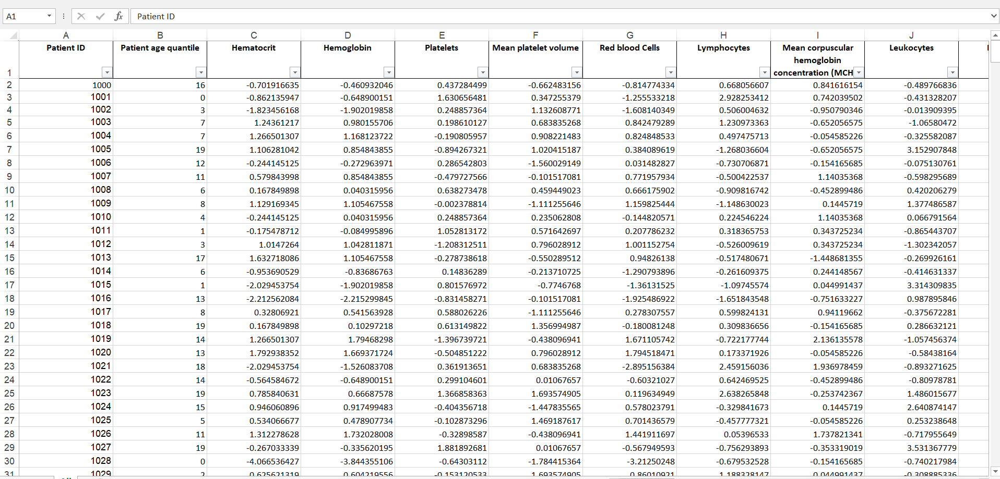 A1 fx Patient ID
A B C D E F G H I J
Patient ID Patient age quantile Hematocrit Hemoglobin Platelets Mean platelet volume Red blood Cells Lymphocytes Mean corpuscular Leukocytes
hemoglobin
1 concentration (MCH
2 1000 16 -0.701916635 -0.460932046 0.437284499 -0.662483156 -0.814774334 0.668056607 0.841616154 -0.489766836
3 1001 0 -0.862135947 -0.648900151 1.630656481 0.347255379 -1.255533218 2.928253412 0.742039502 -0.431328207
4 1002 3 -1.823456168 -1.902019858 0.248857364 1.132608771 -1.608140349 0.506004632 -0.950790346 -0.013909395
5 1003 7 1.24361217 0.980155706 0.198610127 0.683835268 0.842479289 1.230973363 -0.652056575 -1.06580472
6 1004 7 1.266501307 1.168123722 -0.190805957 0.908221483 0.824848533 0.497475713 -0.054585226 -0.325582087
7 1005 19 1.106281042 0.854843855 -0.894267321 1.020415187 0.384089619 -1.268036604 -0.652056575 3.152907848
8 1006 12 -0.244145125 -0.272963971 0.286542803 -1.560029149 0.031482827 -0.730706871 -0.154165685 -0.075130761
9 1007 11 0.579843998 0.854843855 -0.479727566 -0.101517081 0.771957934 -0.500422537 1.14035368 -0.598295689
10 1008 6 0.167849898 0.040315956 0.638273478 0.459449023 0.666175902 -0.909816742 -0.452899486 0.420206279
11 1009 8 1.129169345 1.105467558 -0.002378814 -1.111255646 1.159825444 -1.148630023 0.1445719 1.377486587
12 1010 4 -0.244145125 0.040315956 0.248857364 0.235062808 -0.144820571 0.224546224 1.14035368 0.066791564
13 1011 1 -0.175478712 -0.084995896 1.052813172 0.571642697 0.207786232 0.318365753 0.343725234 -0.865443707
14 1012 3 1.0147264 1.042811871 -1.208312511 0.796028912 1.001152754 -0.526009619 0.343725234 -1.302342057
15 1013 17 1.632718086 1.105467558 -0.278738618 -0.550289512 0.94826138 -0.517480671 -1.448681355 -0.269926161
16 1014 6 -0.953690529 -0.83686763 0.14836289 -0.213710725 -1.290793896 -0.261609375 0.244148567 -0.414631337
17 1015 1 -2.029453754 -1.902019858 0.801576972 -0.7746768 -1.36131525 -1.09745574 0.044991437 3.314309835
18 1016 13 -2.212562084 -2.215299845 -0.831458271 -0.101517081 -1.925486922 -1.651843548 -0.751633227 0.987895846
19 1017 8 0.32806921 0.541563928 0.588026226 -1.111255646 0.278307557 0.599824131 0.94119662 -0.375672281
20 1018 19 0.167849898 0.10297218 0.613149822 1.356994987 -0.180081248 0.309836656 -0.154165685 0.286632121
21 1019 14 1.266501307 1.79468298 -1.396739721 -0.438096941 1.671105742 -0.722177744 2.136135578 -1.057456374
22 1020 13 1.792938352 1.669371724 -0.504851222 0.796028912 1.794518471 0.173371926 -0.054585226 -0.58438164
23 1021 18 -2.029453754 -1.526083708 0.361913651 0.683835268 -2.895156384 2.459156036 1.936978459 -0.893271625
24 1022 14 -0.564584672 -0.648900151 0.299104601 0.01067657 -0.60321027 0.642469525 -0.452899486 -0.80978781
25 1023 19 0.785840631 0.66687578 1.366858363 1.693574905 0.119634949 2.638265848 -0.253742367 1.486015677
26 1024 15 0.946060896 0.917499483 -0.404356718 -1.447835565 0.578023791 -0.329841673 0.1445719 2.640874147
27 1025 5 0.534066677 0.478907734 -0.102873296 1.469187617 0.701436579 -0.457777321 -0.054585226 0.253238648
28 1026 11 1.312278628 1.732028008 -0.32898587 -0.438096941 1.441911697 0.05396533 1.737821341 -0.717955649
29 1027 19 -0.267033339 -0.335620195 1.881892681 0.01067657 -0.567949593 -0.756293893 -0.353319019 3.531367779
30 1028 0 -4.066536427 -3.844355106 -0.64303112 -1.784415364 -3.21250248 -0.679532528 -0.154165685 -0.740217984
31 1029 2 0.625621319 0.604219556 -0.153120533 1.693574905 0.86010921 1.188328147 0.044991437 -0.308885336